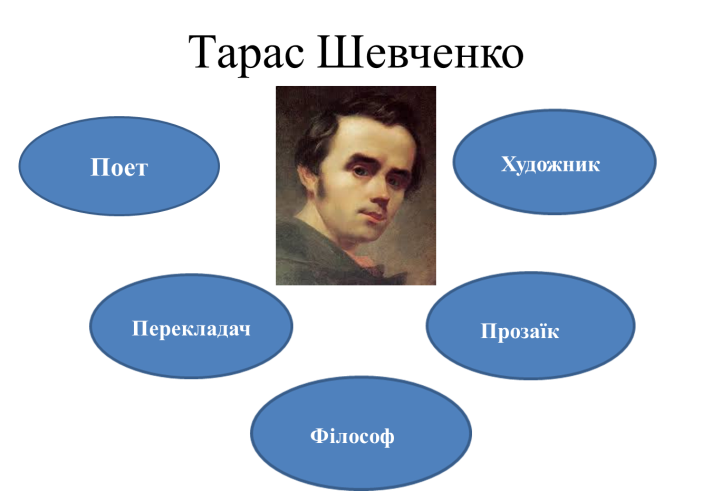 Тарас Шевченко
Поет
Художник
Перекладач
Прозаїк
Філософ